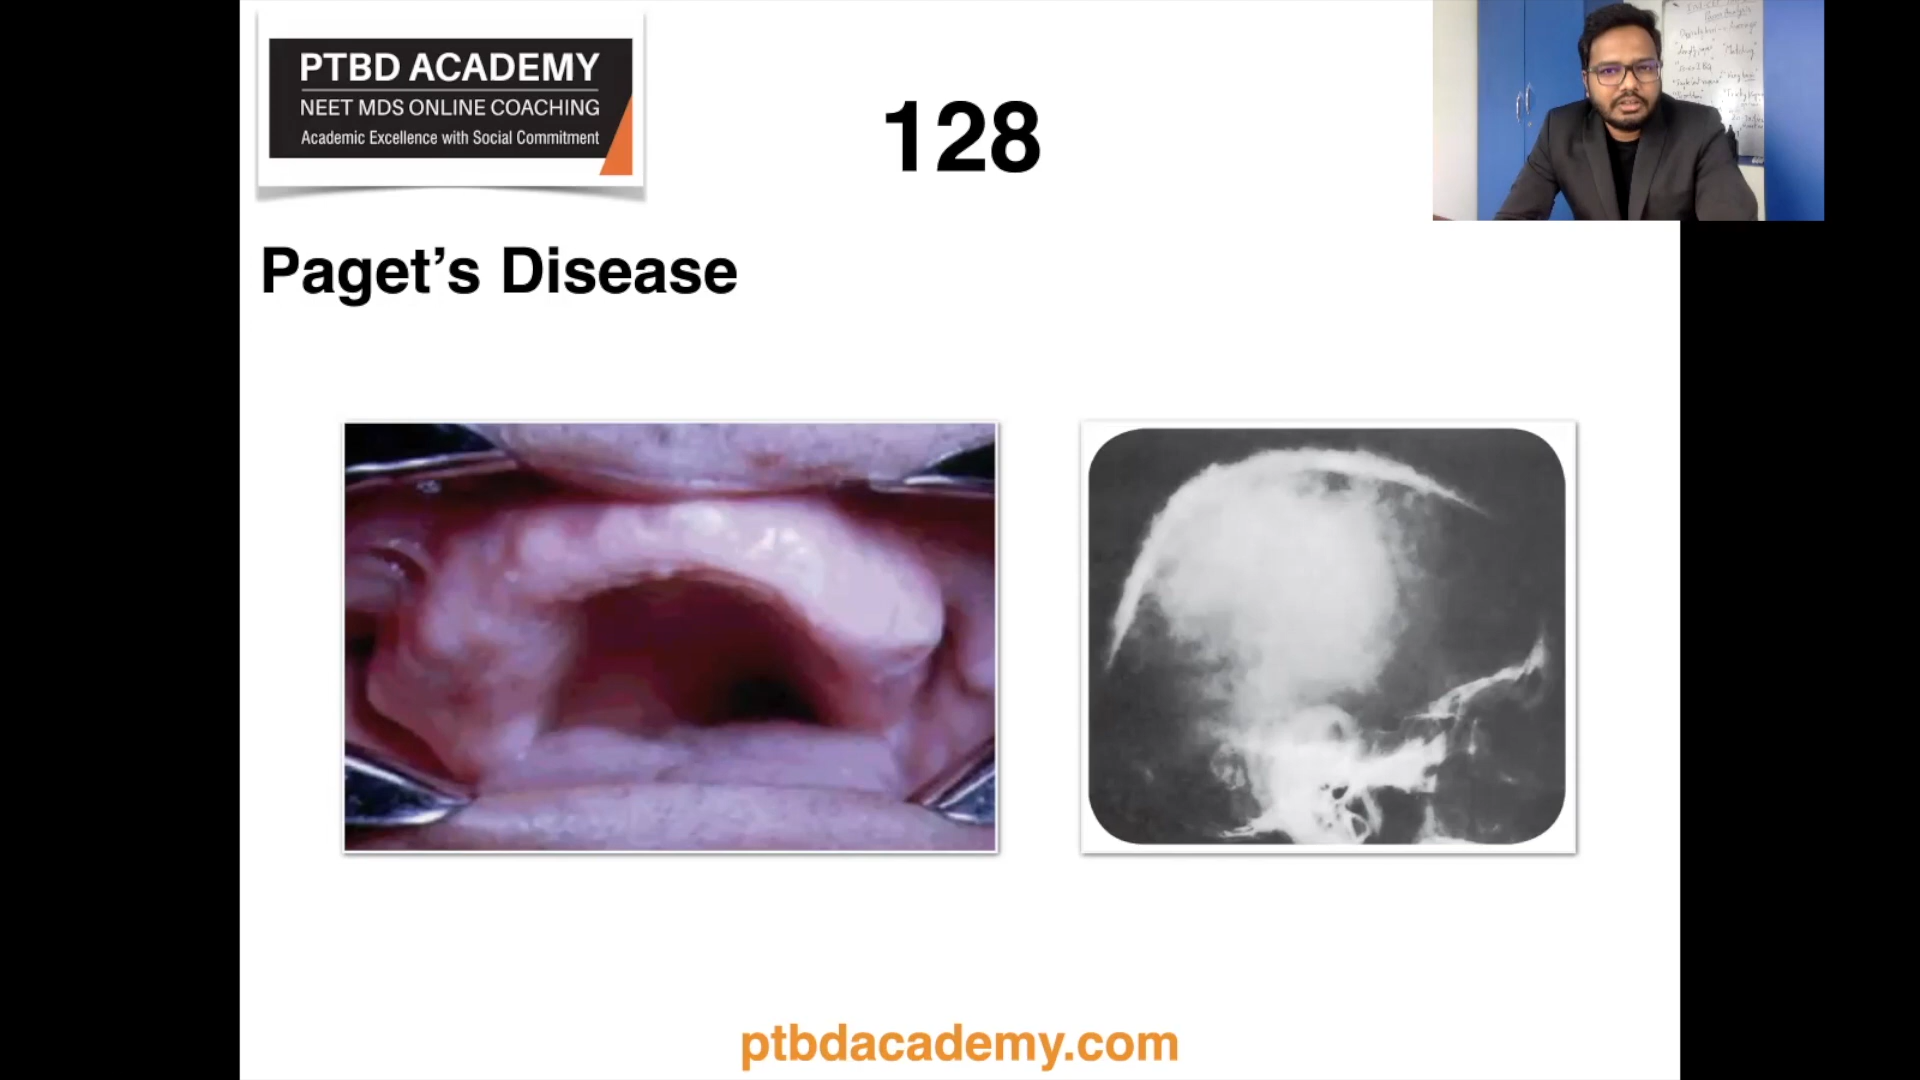 PTBD ACADEMY
NEET MDS ONLINE COACHING
Academic Excellence with Social Commitment
128
Paget’s Disease
ptbdacademy.com